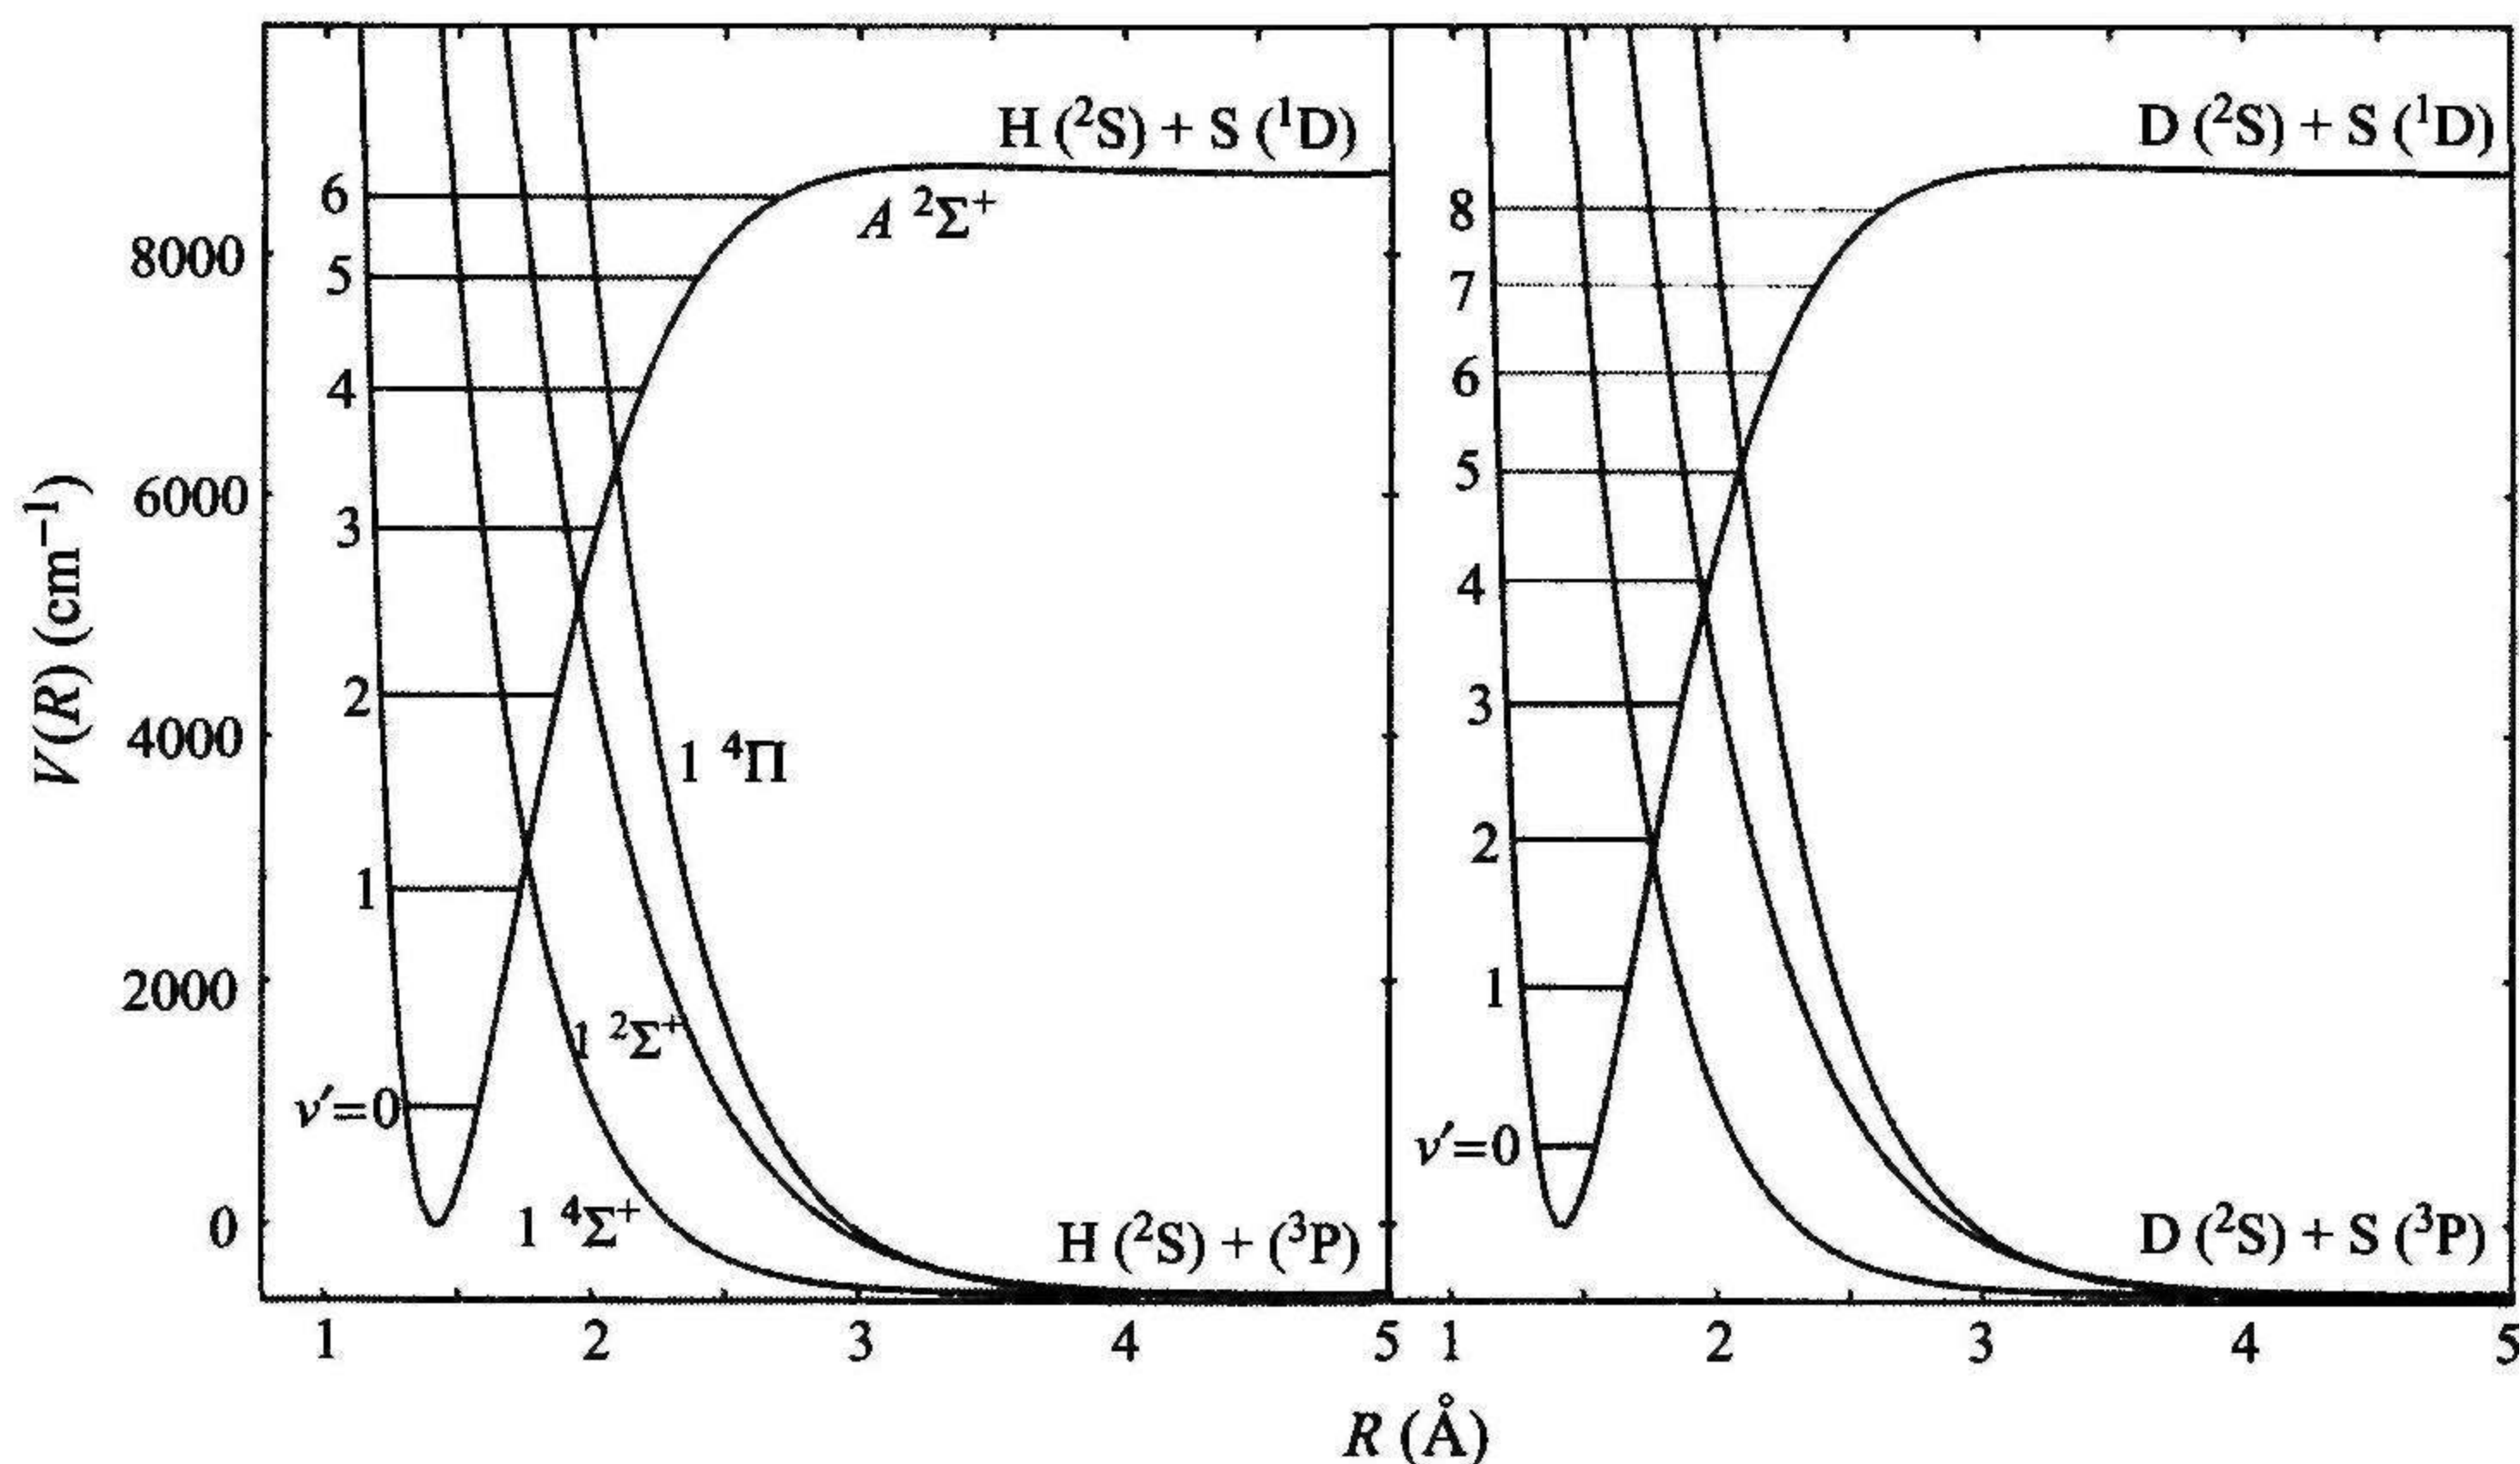 H (²S) + S (¹D)
D (²S) + S (¹D)
A ²Σ⁺
8000
6000
4000
2000
0
V(R) (cm⁻¹)
6
5
4
3
2
1
v′=0
8
7
6
5
4
3
2
1
v′=0
1 ⁴Π
1 ²Σ⁺
1 ⁴Σ⁺
H (²S) + (³P)
D (²S) + S (³P)
1 2 3 4 5
1 2 3 4 5
R (Å)